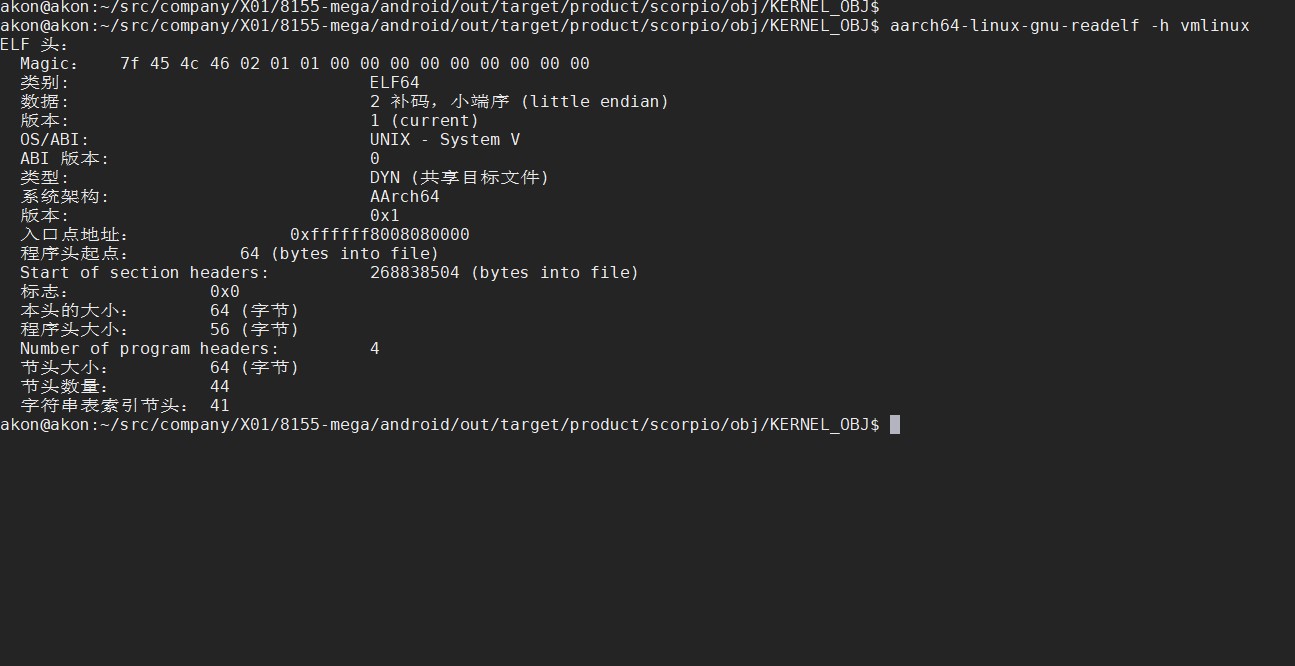 akon@akon:~/src/company/X01/8155-mega/android/out/target/product/scorpio/obj/KERNEL_OBJ$
akon@akon:~/src/company/X01/8155-mega/android/out/target/product/scorpio/obj/KERNEL_OBJ$ aarch64-linux-gnu-readelf -h vmlinux
ELF 头：
  Magic：   7f 45 4c 46 02 01 01 00 00 00 00 00 00 00 00 00
  类别:                              ELF64
  数据:                              2 补码，小端序 (little endian)
  版本:                              1 (current)
  OS/ABI:                            UNIX - System V
  ABI 版本:                          0
  类型:                              DYN (共享目标文件)
  系统架构:                          AArch64
  版本:                              0x1
  入口点地址：               0xffffff8008080000
  程序头起点：          64 (bytes into file)
  Start of section headers:          268838504 (bytes into file)
  标志：             0x0
  本头的大小：       64 (字节)
  程序头大小：       56 (字节)
  Number of program headers:         4
  节头大小：         64 (字节)
  节头数量：         44
  字符串表索引节头： 41
akon@akon:~/src/company/X01/8155-mega/android/out/target/product/scorpio/obj/KERNEL_OBJ$